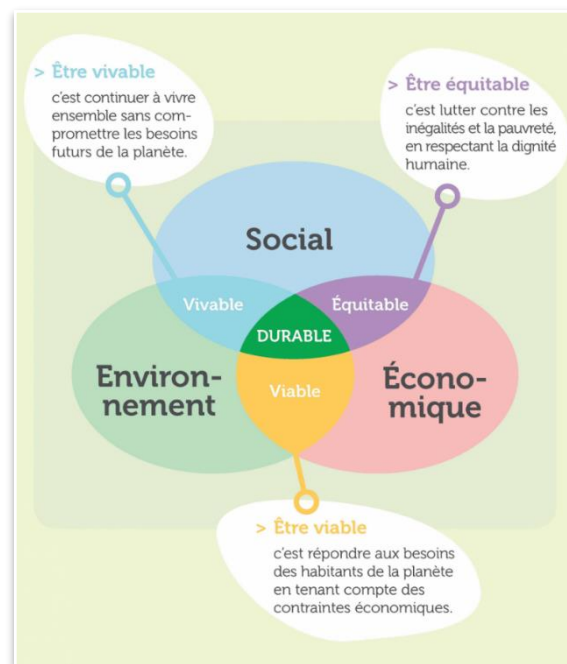 > Être vivable
c'est continuer à vivre
ensemble sans com-
promettre les besoins
futurs de la planète.
> Être équitable
c'est lutter contre les
inégalités et la pauvreté,
en respectant la dignité
humaine.
Social
Vivable
Équitable
DURABLE
Environ-
nement
Viable
Écono-
mique
> Être viable
c'est répondre aux besoins
des habitants de la planète
en tenant compte des
contraintes économiques.